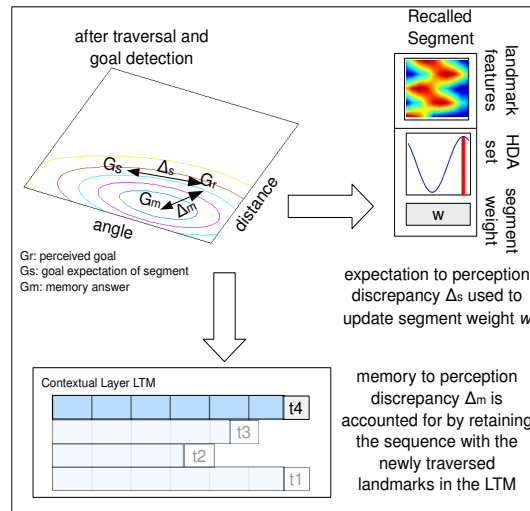 after traversal and
goal detection
Gs
Δs
Gr
Gm
Δm
angle
distance
Gr: perceived goal
Gs: goal expectation of segment
Gm: memory answer
Recalled
Segment
landmark
features
HDA
set
segment
weight
w
expectation to perception
discrepancy Δs used to
update segment weight w
Contextual Layer LTM
t4
t3
t2
t1
memory to perception
discrepancy Δm is
accounted for by retaining
the sequence with the
newly traversed
landmarks in the LTM